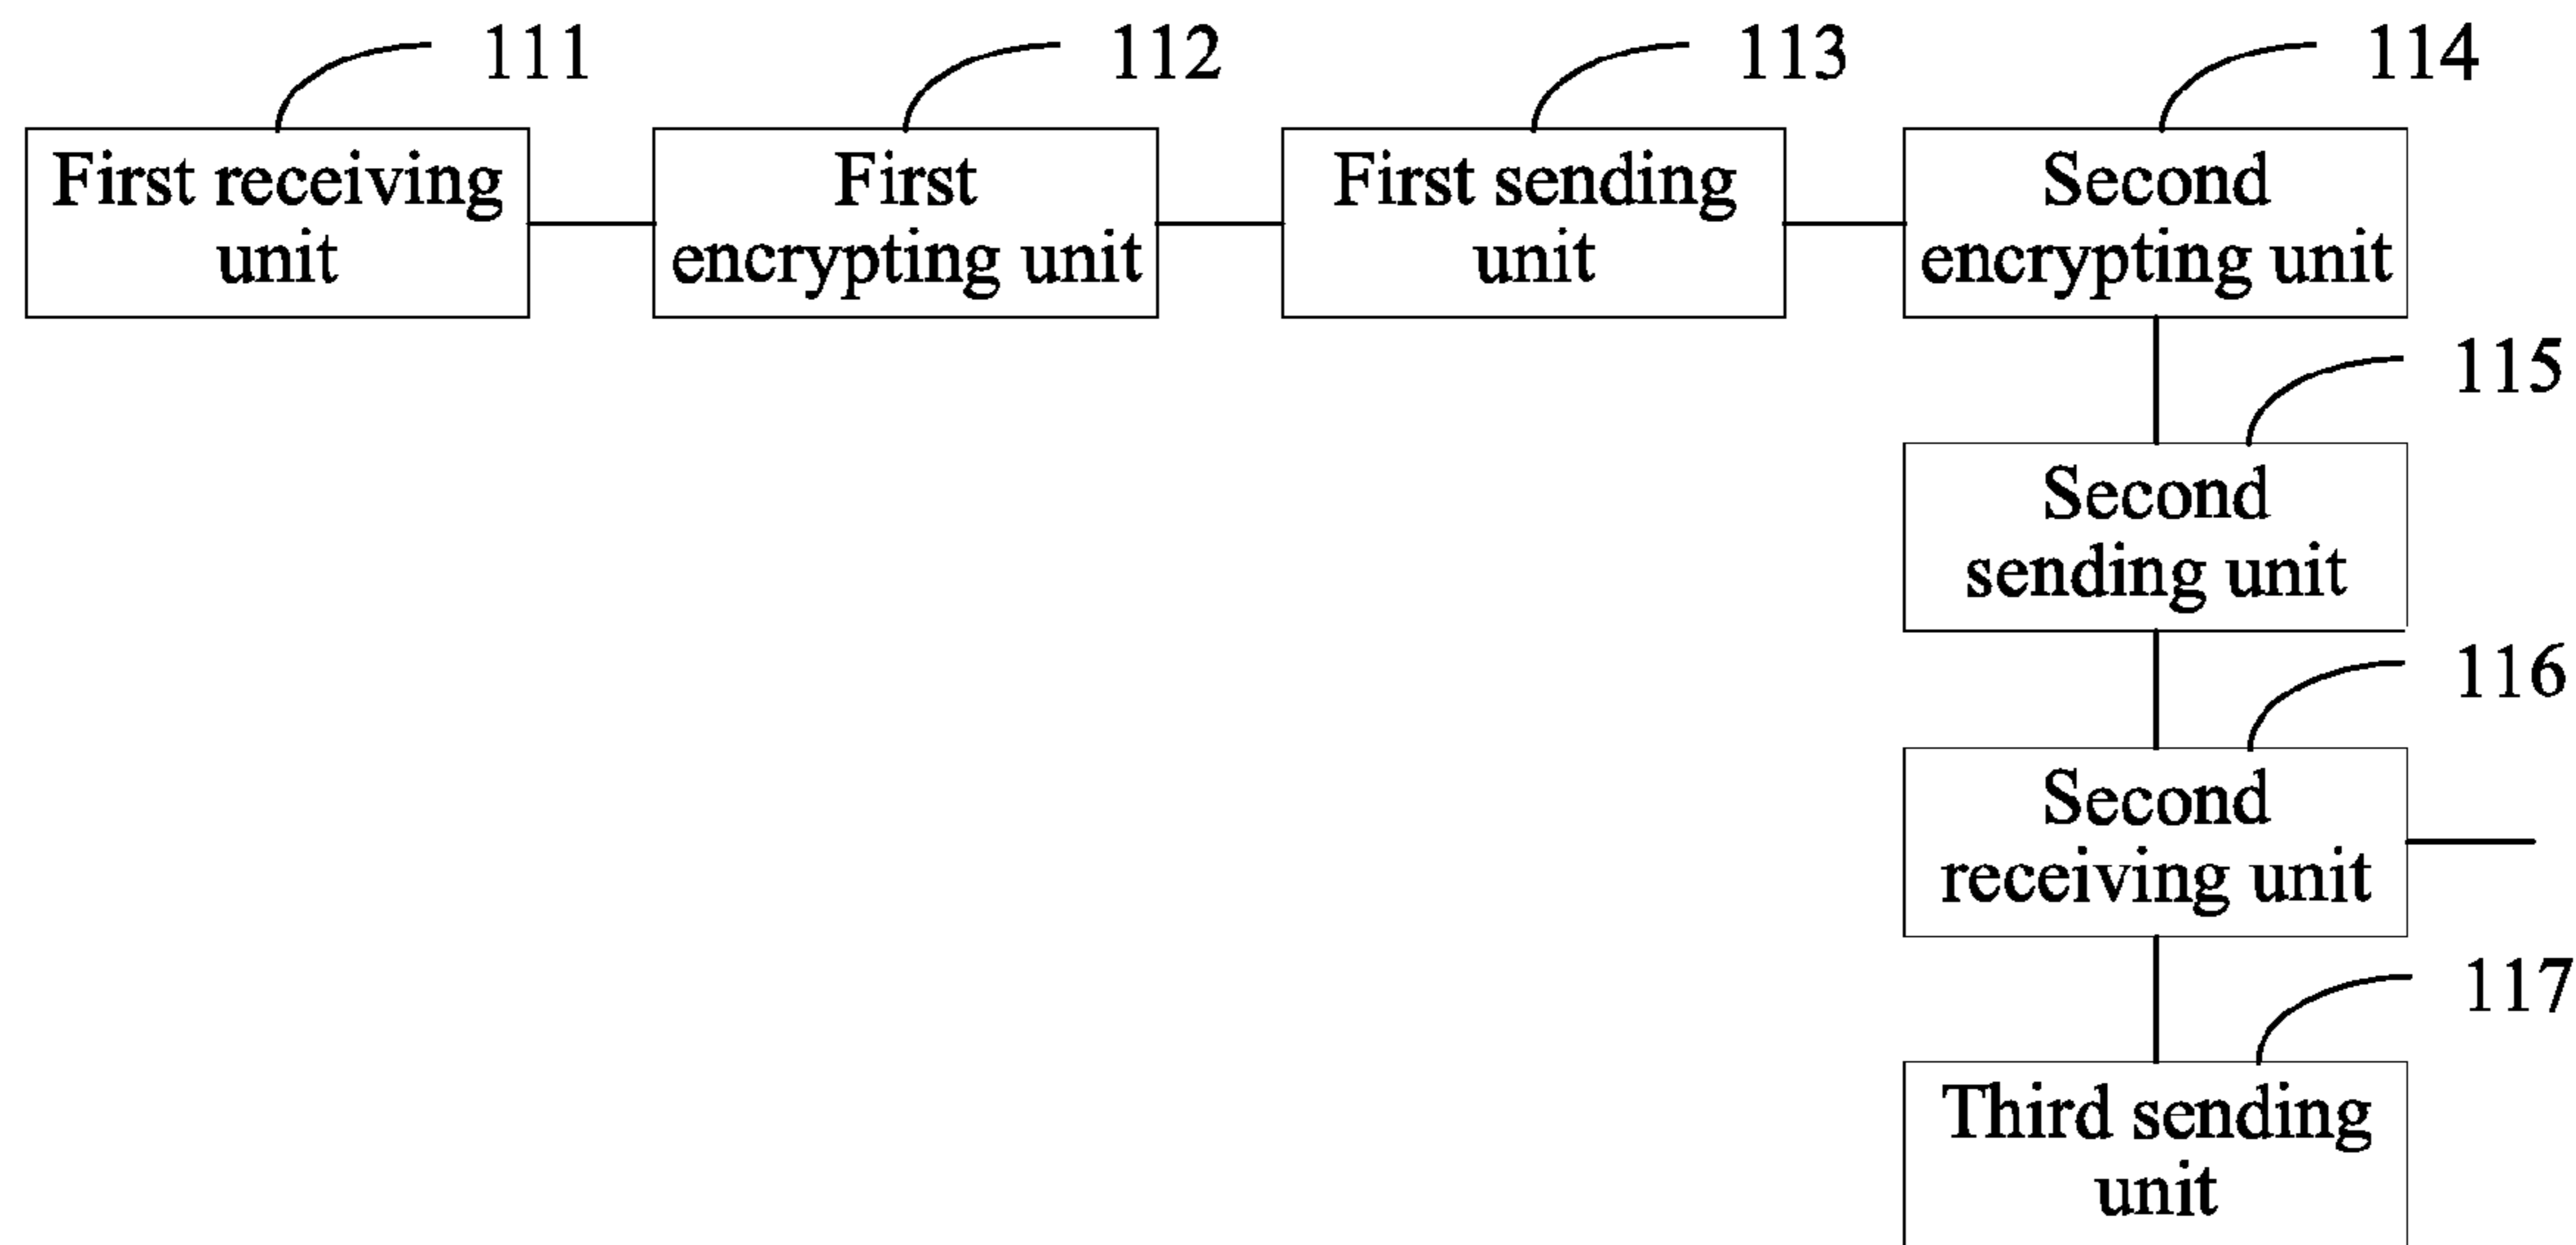 111
112
113
114
First receiving
unit
First
encrypting unit
First sending
unit
Second
encrypting unit
115
Second
sending unit
116
Second
receiving unit
117
Third sending
unit